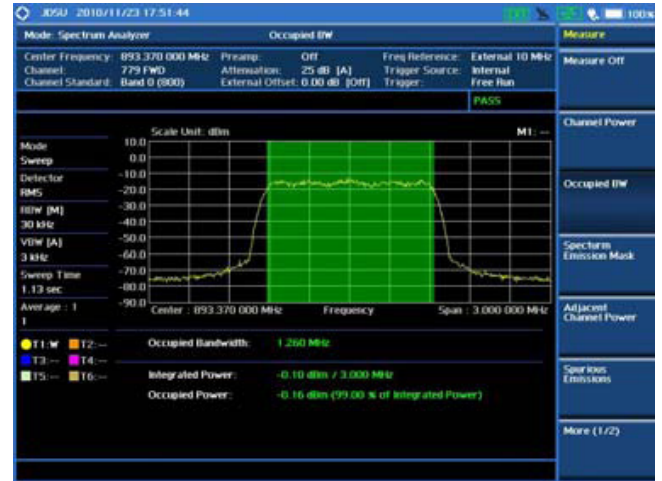 JDSU 2010/11/23 17:51:44
100%
Mode: Spectrum Analyzer Occupied BW
Measure
Center Frequency: 893.370 000 MHz Preamp: Off Freq Reference: External 10 MHz
Channel: 779 FWD Attenuation: 25 dB [A] Trigger Source: Internal
Channel Standard: Band 0 (800) External Offset: 0.00 dB [Off] Trigger: Free Run
PASS
Measure Off
Channel Power
Occupied BW
Specturm
Emission Mask
Adjacent
Channel Power
Spurious
Emissions
More (1/2)
Scale Unit: dBm M1: --
Mode
Sweep
Detector
RMS
RBW [M]
30 kHz
VBW [A]
3 kHz
Sweep Time
1.13 sec
Average : 1
1
10.0
0.0
-10.0
-20.0
-30.0
-40.0
-50.0
-60.0
-70.0
-80.0
-90.0
Center : 893.370 000 MHz Frequency Span : 3.000 000 MHz
T1:W T2:--
T3:-- T4:--
T5:-- T6:--
Occupied Bandwidth: 1.260 MHz
Integrated Power: -0.10 dBm / 3.000 MHz
Occupied Power: -0.16 dBm (99.00 % of Integrated Power)